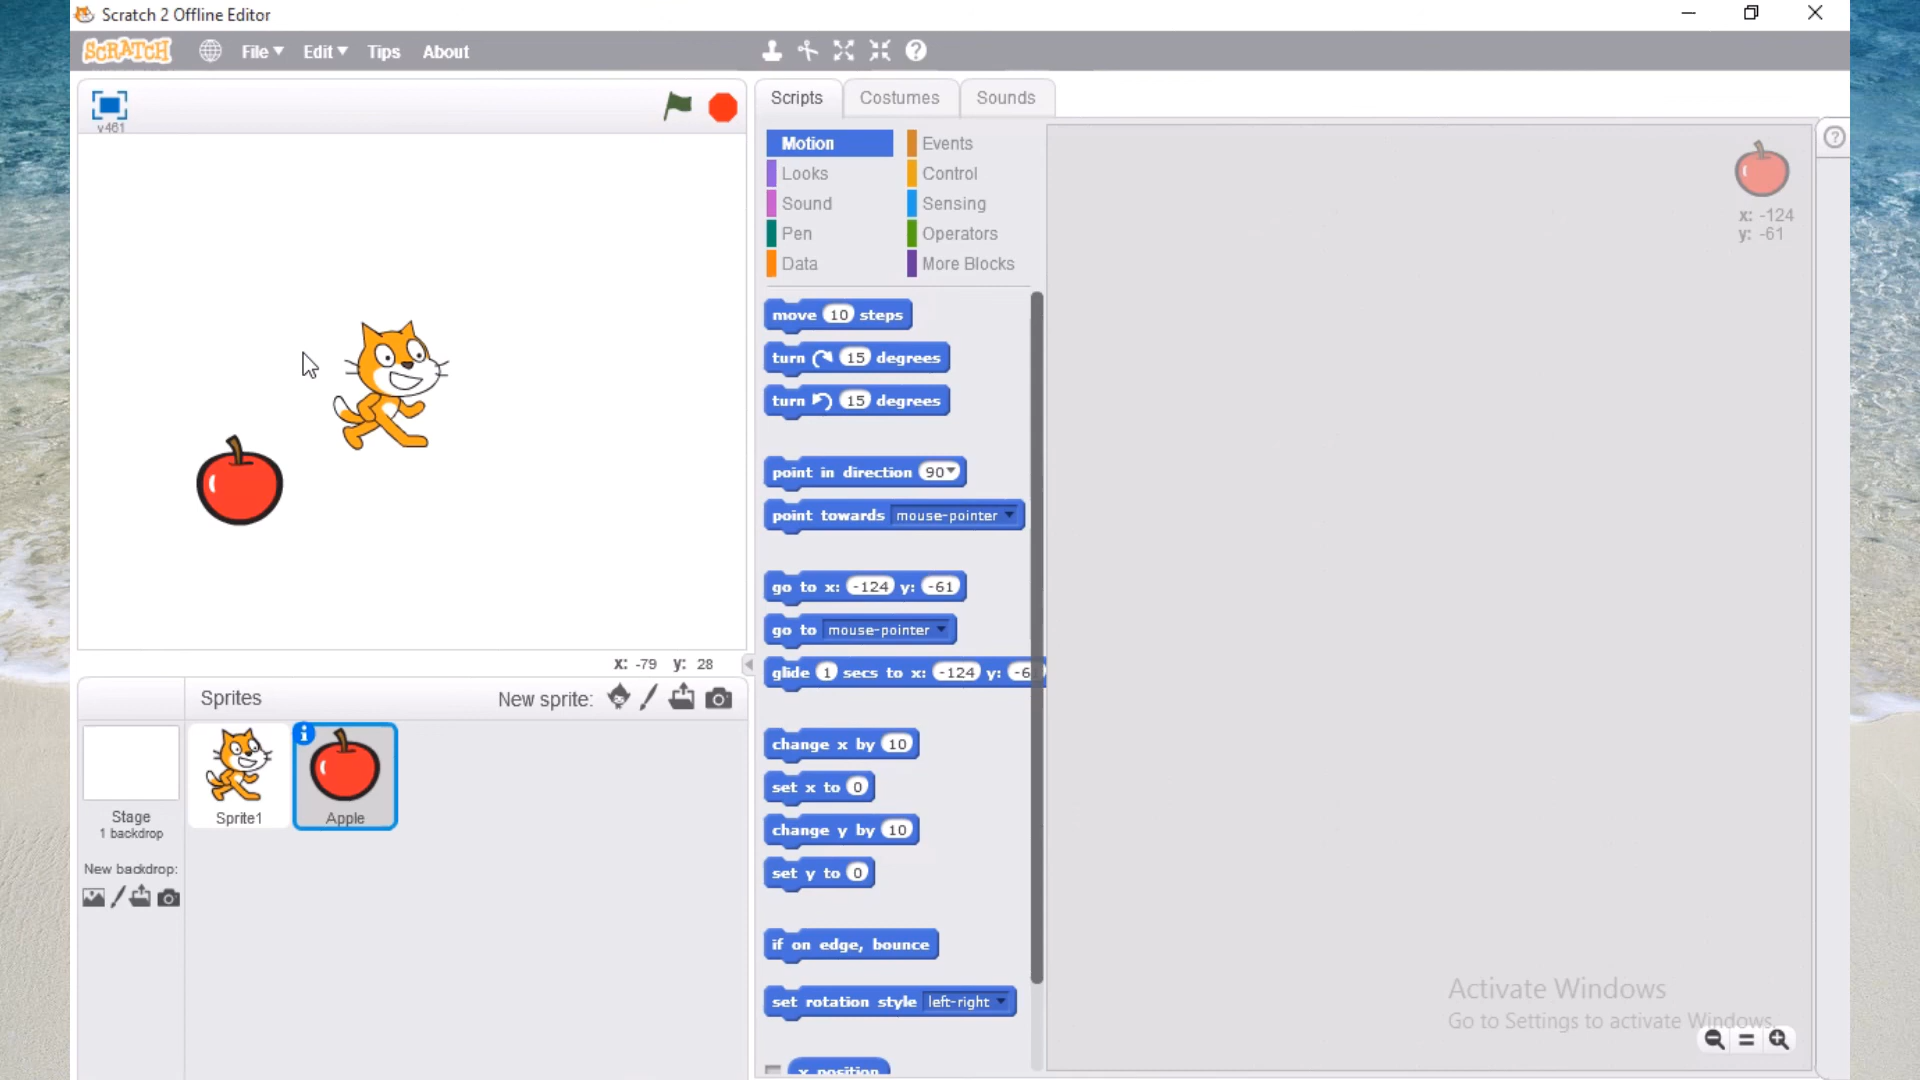 Scratch 2 Offline Editor
SCRATCH File Edit Tips About
v461
Scripts Costumes Sounds
Motion Events
Looks Control
Sound Sensing
Pen Operators
Data More Blocks
x: -124
y: -61
move 10 steps
turn 15 degrees
turn 15 degrees
point in direction 90
point towards mouse-pointer
go to x: -124 y: -61
go to mouse-pointer
glide 1 secs to x: -124 y: -6
change x by 10
set x to 0
change y by 10
set y to 0
if on edge, bounce
set rotation style left-right
x position
X: -79 y: 28
Sprites New sprite:
Sprite1 Apple
Stage
1 backdrop
New backdrop:
Activate Windows
Go to Settings to activate Windows.